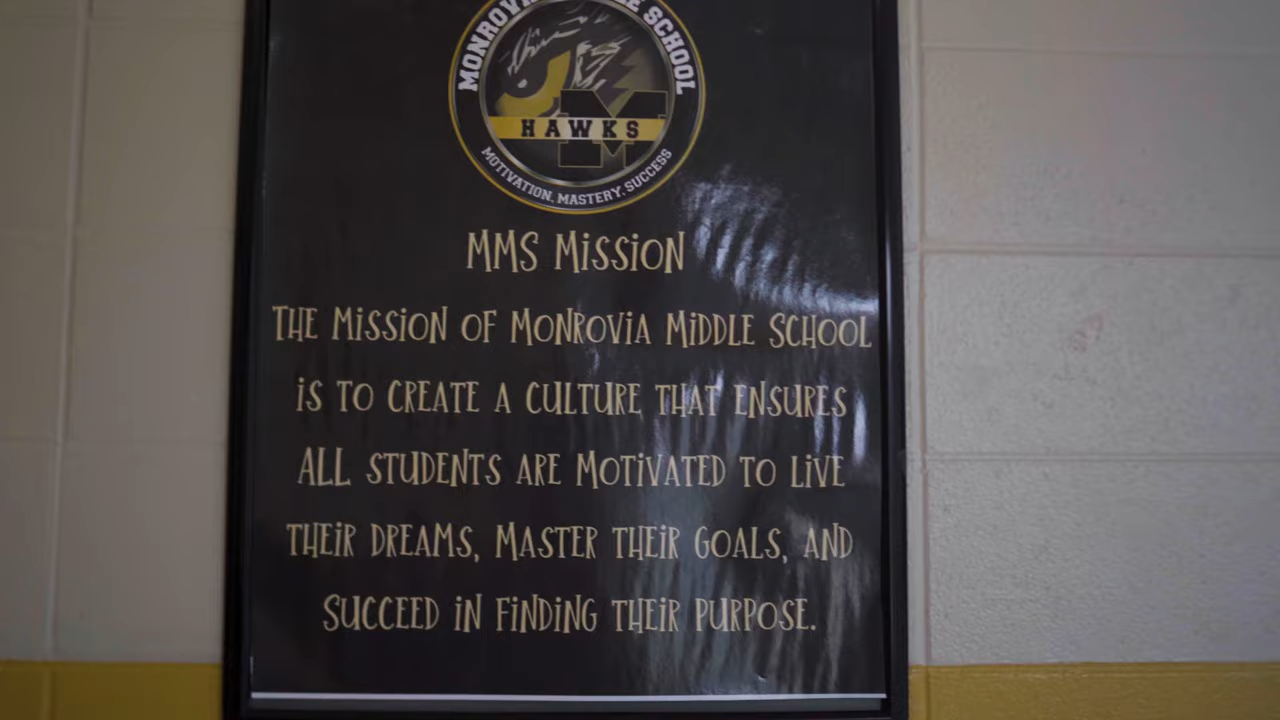 MONROVIA MIDDLE SCHOOL
HAWKS
MOTIVATION, MASTERY, SUCCESS
MMS MiSSiON
THE MiSSiON OF MONROViA MiDDLE SCHOOL
iS TO CREATE A CULTURE THAT ENSURES
ALL STUDENTS ARE MOTiVATED TO LiVE
THEiR DREAMS, MASTER THEiR GOALS, AND
SUCCEED iN FiNDiNG THEiR PURPOSE.